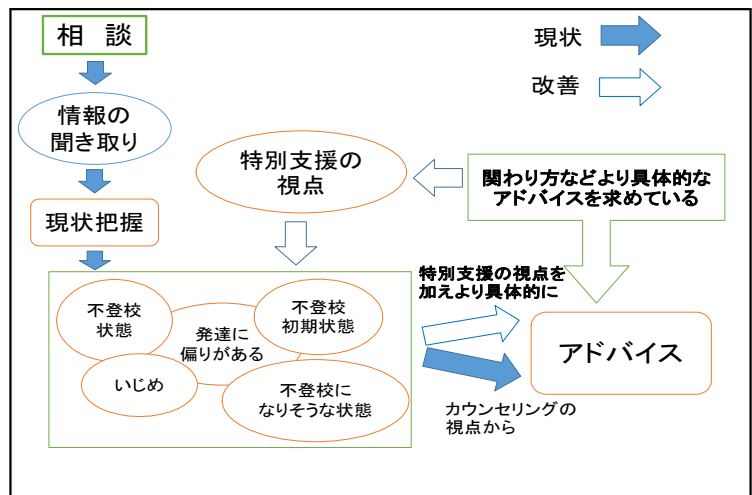 相　談
現状
改善
情報の
聞き取り
特別支援の
視点
関わり方などより具体的な
アドバイスを求めている
現状把握
特別支援の視点を
加えより具体的に
不登校
状態
不登校
初期状態
発達に
偏りがある
いじめ
不登校に
なりそうな状態
アドバイス
カウンセリングの
視点から